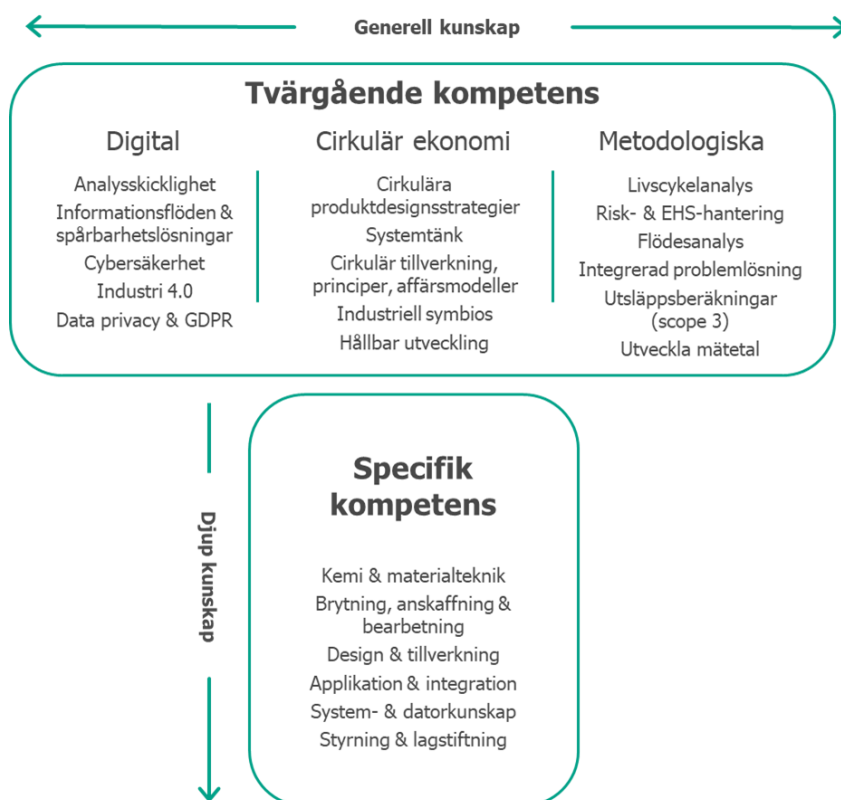 Generell kunskap
Tvärgående kompetens
Digital
Analysskicklighet
Informationsflöden &
spårbarhetslösningar
Cybersäkerhet
Industri 4.0
Data privacy & GDPR
Cirkulär ekonomi
Cirkulära
produktdesignsstrategier
Systemtänk
Cirkulär tillverkning,
principer, affärsmodeller
Industriell symbios
Hållbar utveckling
Metodologiska
Livscykelanalys
Risk- & EHS-hantering
Flödesanalys
Integrerad problemlösning
Utsläppsberäkningar
(scope 3)
Utveckla mätetal
Djup kunskap
Specifik
kompetens
Kemi & materialteknik
Brytning, anskaffning &
bearbetning
Design & tillverkning
Applikation & integration
System- & datorkunskap
Styrning & lagstiftning